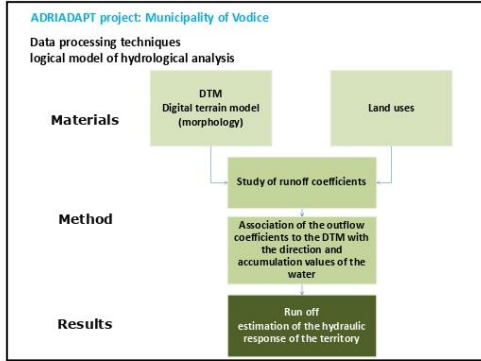 ADRIADAPT project: Municipality of Vodice
Data processing techniques
logical model of hydrological analysis
Materials
DTM
Digital terrain model
(morphology)
Land uses
Study of runoff coefficients
Method
Association of the outflow
coefficients to the DTM with
the direction and
accumulation values of the
water
Results
Run off
estimation of the hydraulic
response of the territory